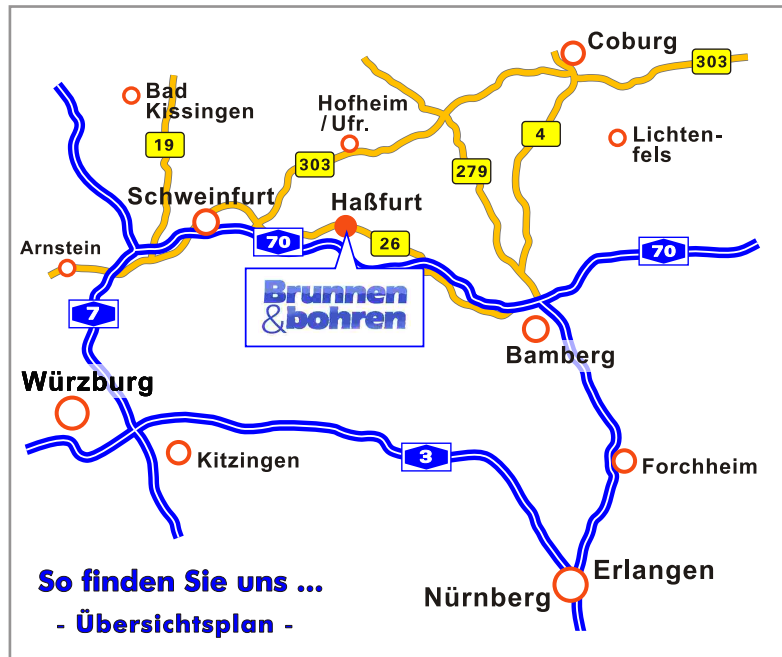 Coburg
303
Bad
Kissingen
Hofheim
/Ufr.
4
Lichten-
fels
19
303
279
Schweinfurt
Haßfurt
Arnstein
70
26
70
Brunnen
&bohren
7
Bamberg
Würzburg
Kitzingen
3
Forchheim
So finden Sie uns ...
- Übersichtsplan -
Erlangen
Nürnberg